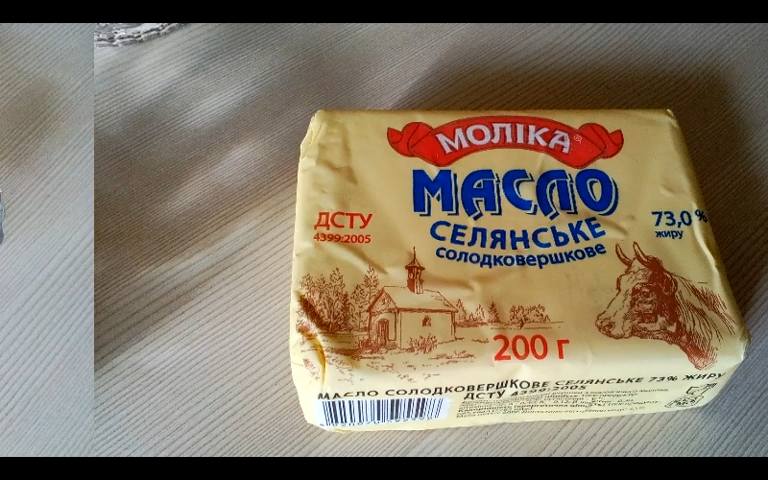 МОЛІКА®
МАСЛО
СЕЛЯНСЬКЕ
солодковершкове
ДСТУ
4399:2005
73,0 %
жиру
200 г
МАСЛО СОЛОДКОВЕРШКОВЕ СЕЛЯНСЬКЕ 73% ЖИРУ
ДСТУ 4399:2005